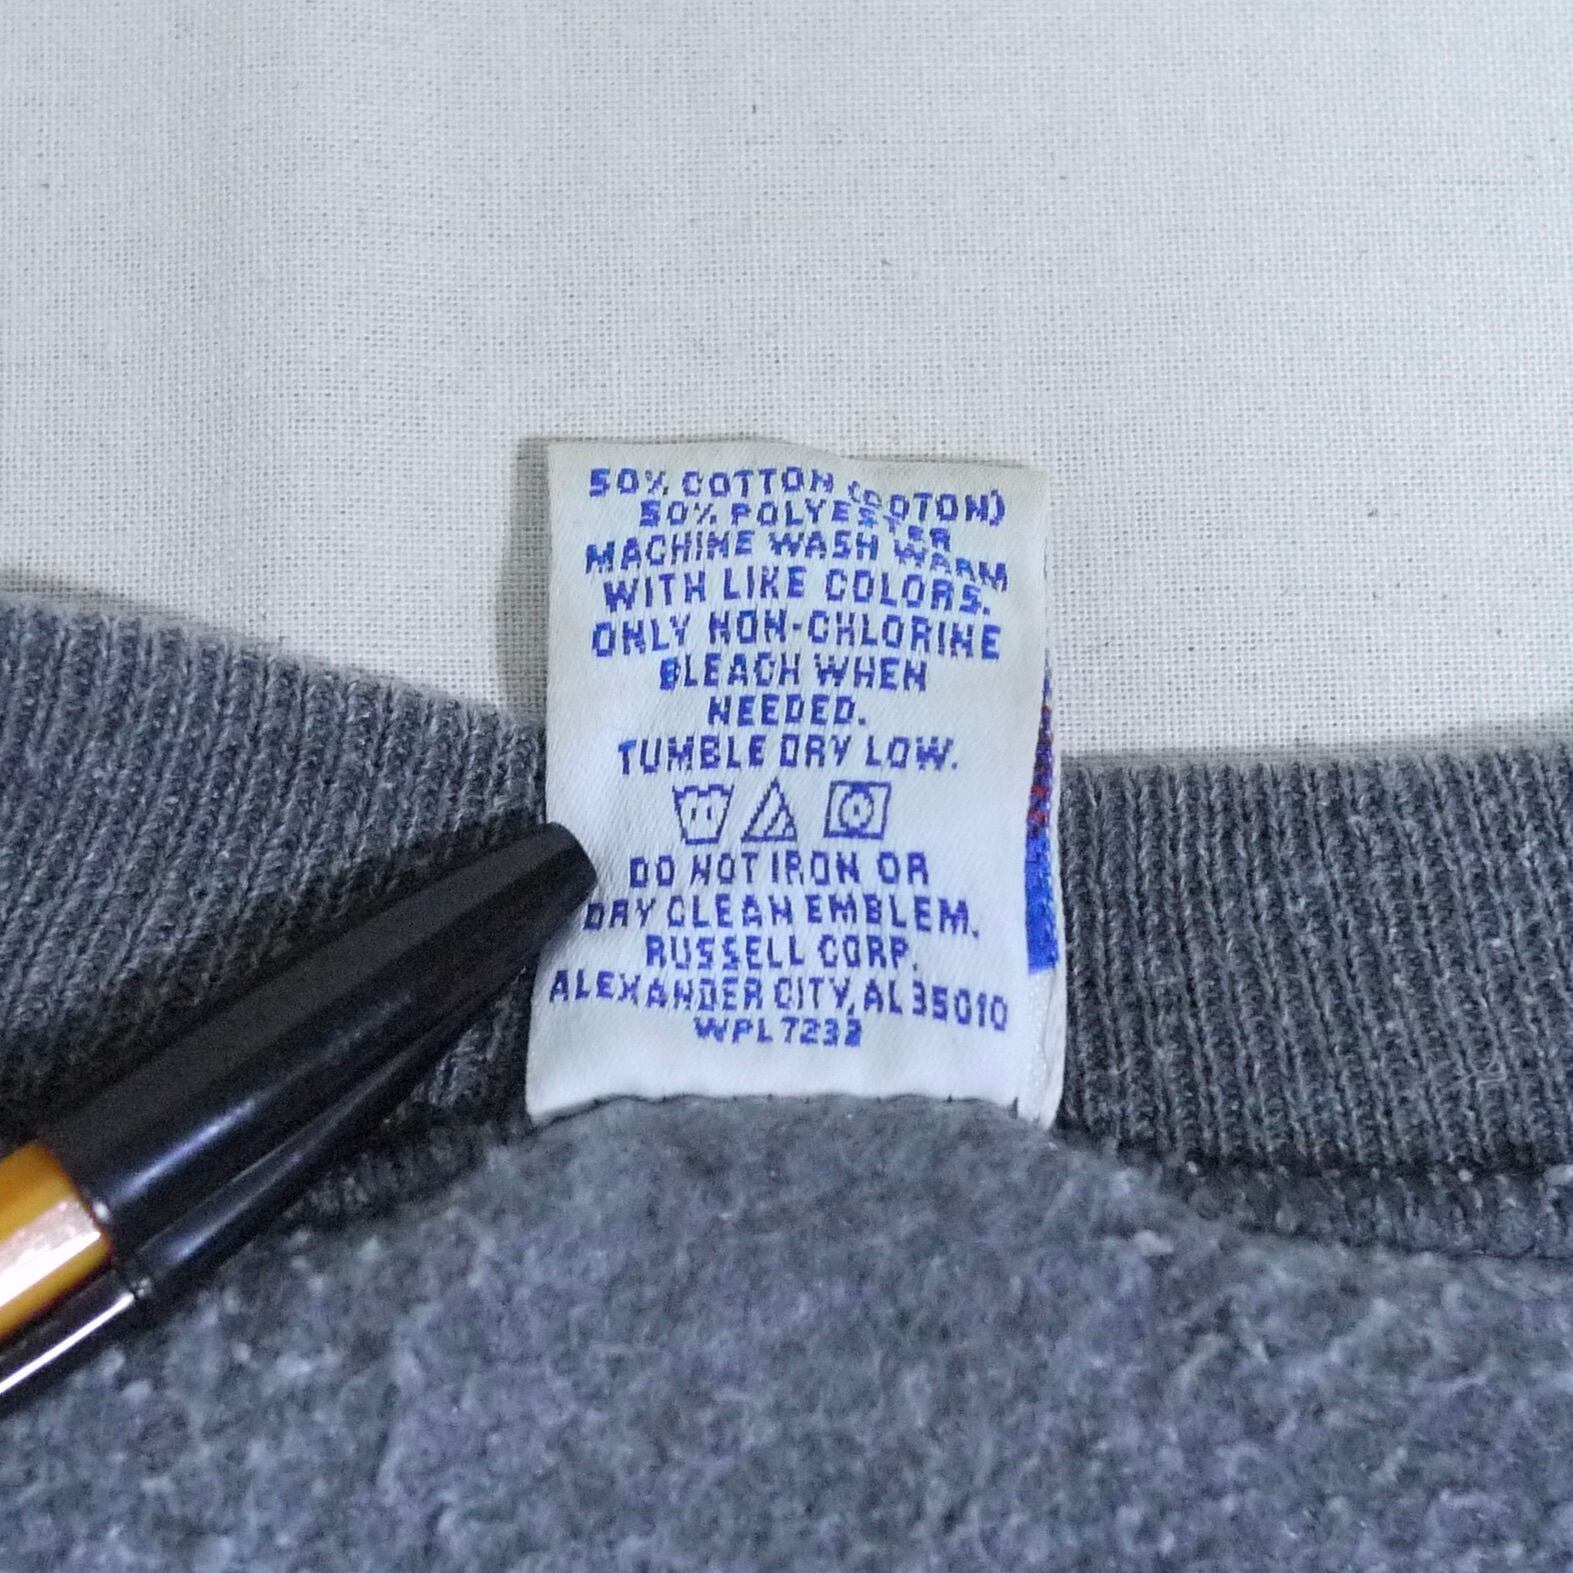 50% COTTON (COTON)
50% POLYESTER
MACHINE WASH WARM
WITH LIKE COLORS.
ONLY NON-CHLORINE
BLEACH WHEN
NEEDED.
TUMBLE DRY LOW.
DO NOT IRON OR
DRY CLEAN EMBLEM.
RUSSELL CORP.
ALEXANDER CITY, AL 35010
WPL 7232